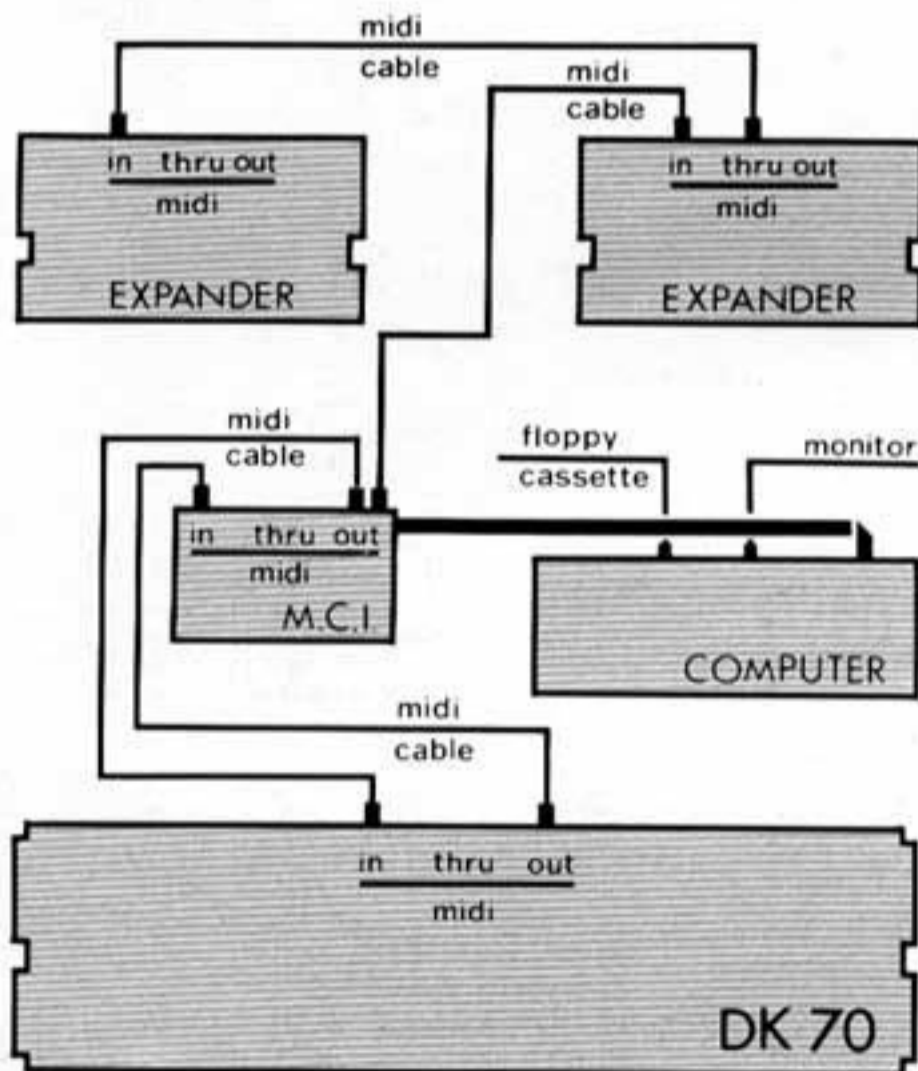 midi
cable
midi
cable
in thru out
midi
EXPANDER
in thru out
midi
EXPANDER
midi
cable
floppy
cassette
monitor
in thru out
midi
M.C.I.
COMPUTER
midi
cable
in thru out
midi
DK 70